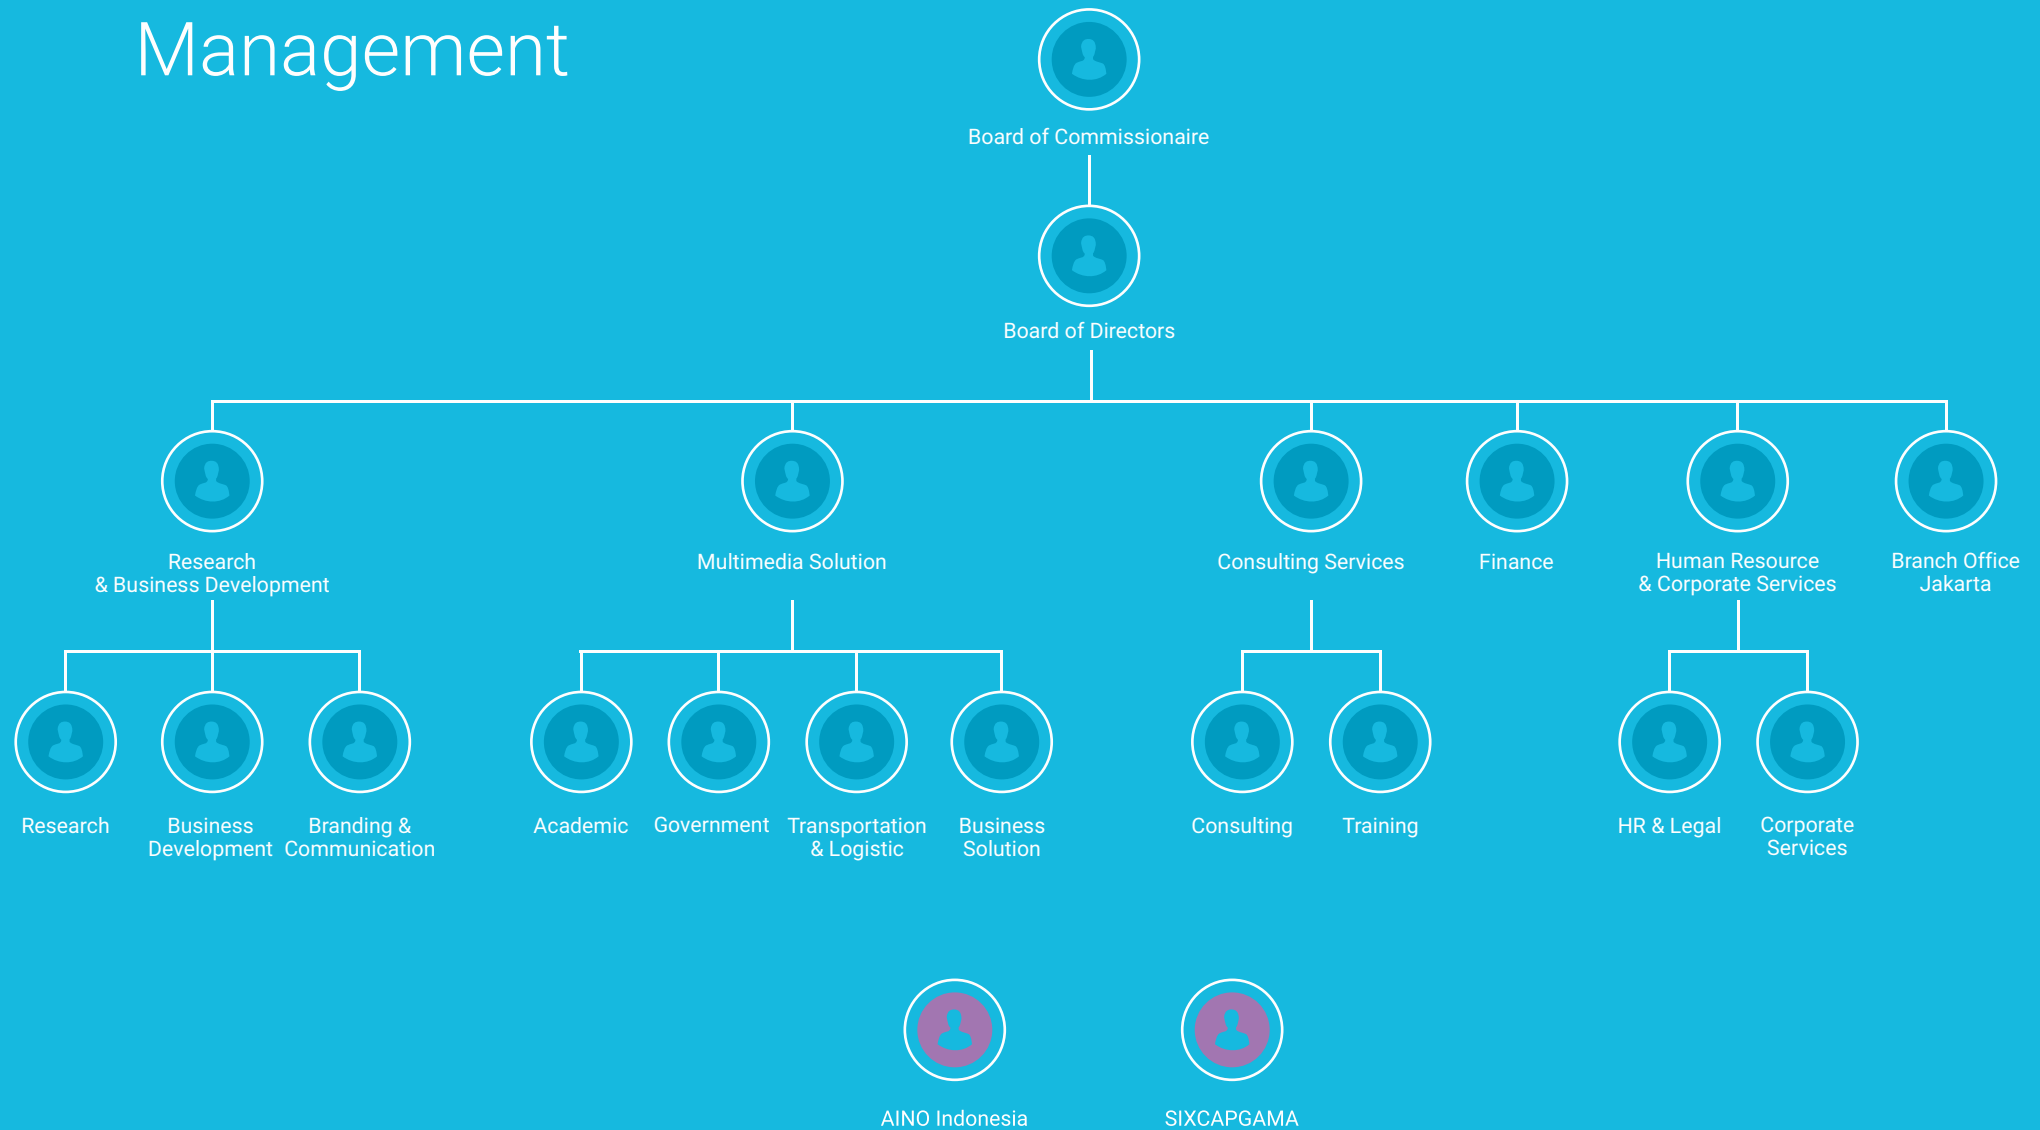 Management
Board of Commissionaire
Board of Directors
Research
& Business Development
Multimedia Solution
Consulting Services
Finance
Human Resource
& Corporate Services
Branch Office
Jakarta
Research
Business
Development
Branding &
Communication
Academic
Government
Transportation
& Logistic
Business
Solution
Consulting
Training
HR & Legal
Corporate
Services
AINO Indonesia
SIXCAPGAMA